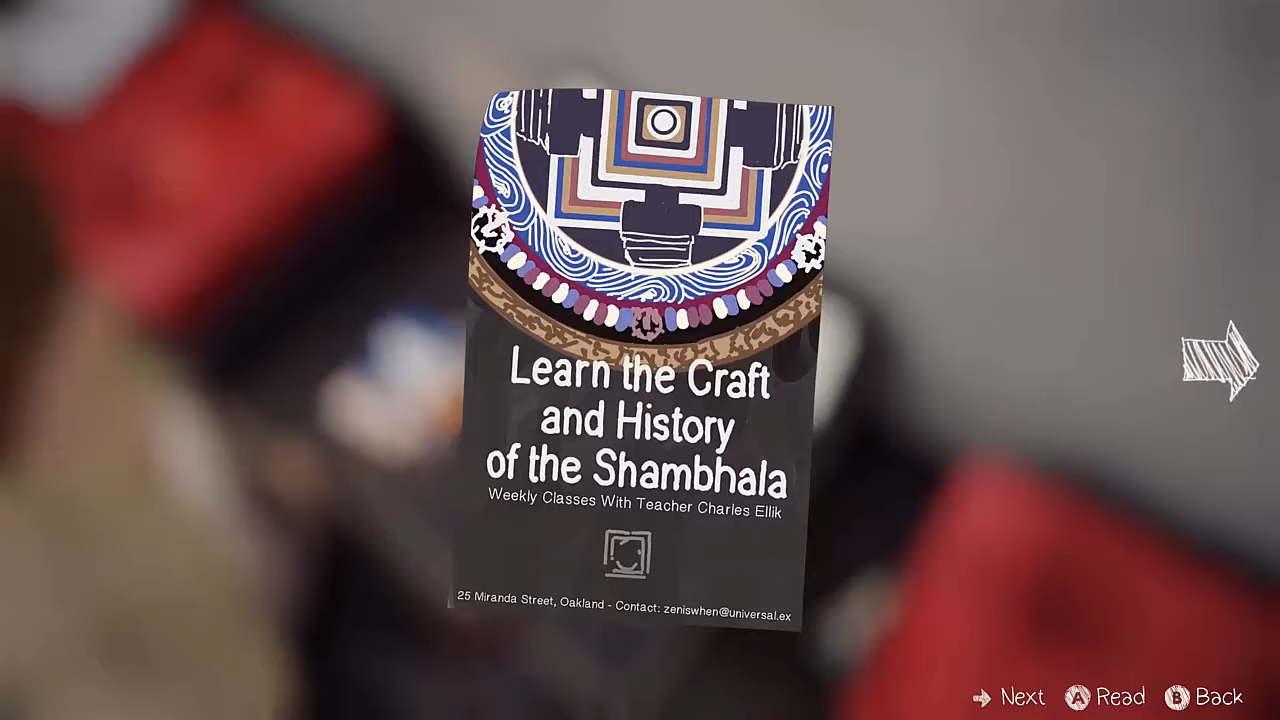 Learn the Craft
and History
of the Shambhala
Weekly Classes With Teacher Charles Ellik
25 Miranda Street, Oakland - Contact: zeniswhen@universal.ex
Next A Read B Back